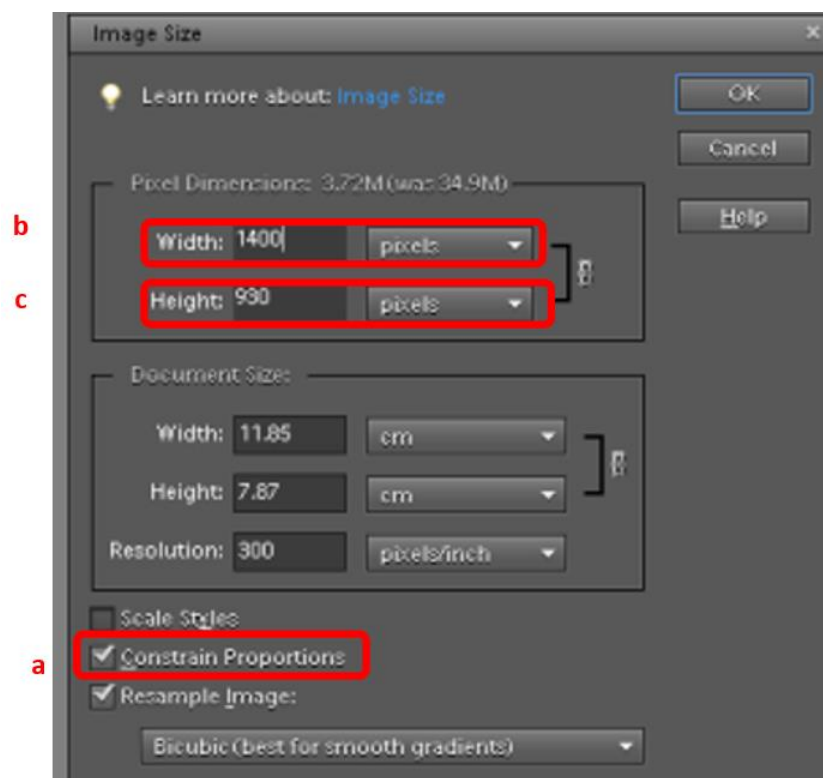 Image Size
Learn more about: Image Size
OK
Cancel
Help
Pixel Dimensions: 3.72M (was 34.9M)
b
Width: 1400 pixels
c
Height: 930 pixels
Document Size:
Width: 11.85 cm
Height: 7.87 cm
Resolution: 300 pixels/inch
Scale Styles
a
Constrain Proportions
Resample Image:
Bicubic (best for smooth gradients)